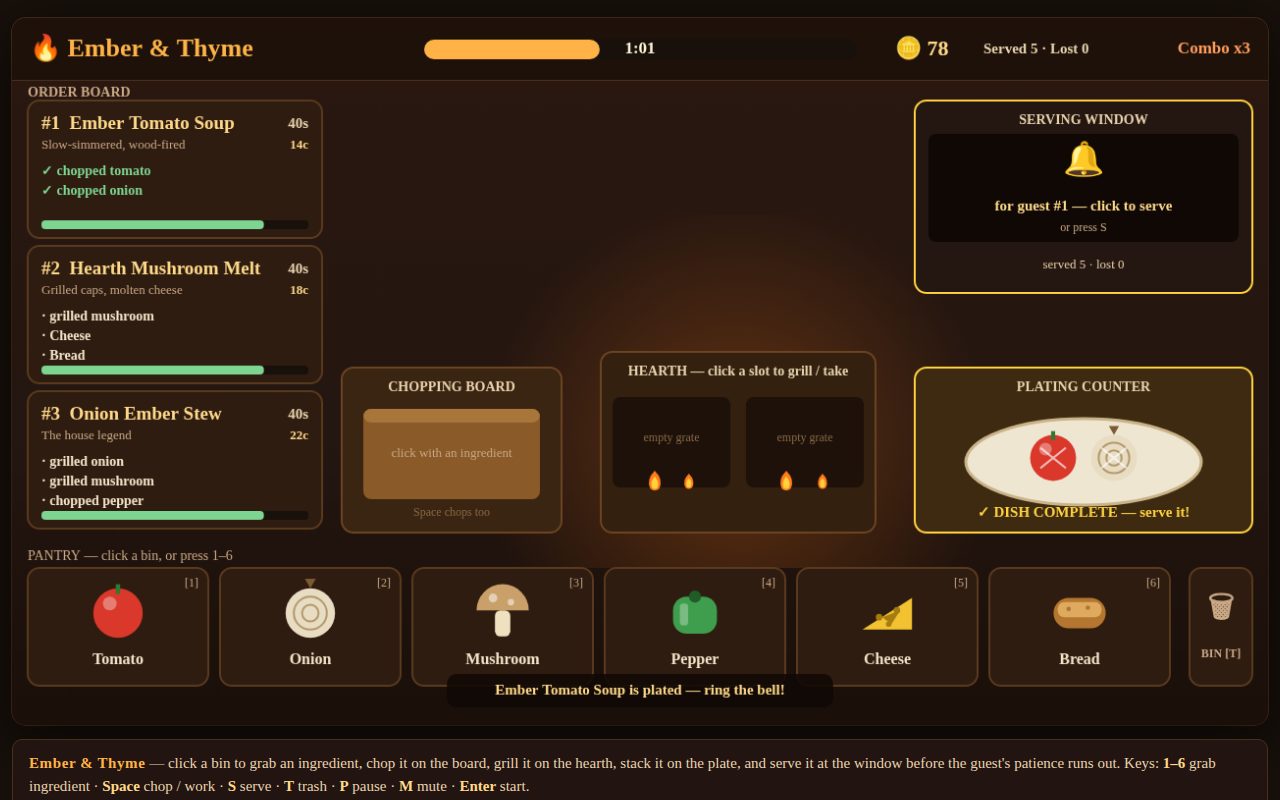 🔥 Ember & Thyme
1:01
🪙 78
Served 5 · Lost 0
Combo x3
ORDER BOARD
#1 Ember Tomato Soup 40s
Slow-simmered, wood-fired 14c
✓ chopped tomato
✓ chopped onion
#2 Hearth Mushroom Melt 40s
Grilled caps, molten cheese 18c
· grilled mushroom
· Cheese
· Bread
#3 Onion Ember Stew 40s
The house legend 22c
· grilled onion
· grilled mushroom
· chopped pepper
CHOPPING BOARD
click with an ingredient
Space chops too
HEARTH — click a slot to grill / take
empty grate
empty grate
SERVING WINDOW
for guest #1 — click to serve
or press S
served 5 · lost 0
PLATING COUNTER
✓ DISH COMPLETE — serve it!
PANTRY — click a bin, or press 1–6
[1]
Tomato
[2]
Onion
[3]
Mushroom
[4]
Pepper
[5]
Cheese
[6]
Bread
BIN [T]
Ember Tomato Soup is plated — ring the bell!
Ember & Thyme — click a bin to grab an ingredient, chop it on the board, grill it on the hearth, stack it on the plate, and serve it at the window before the guest's patience runs out. Keys: 1–6 grab
ingredient · Space chop / work · S serve · T trash · P pause · M mute · Enter start.